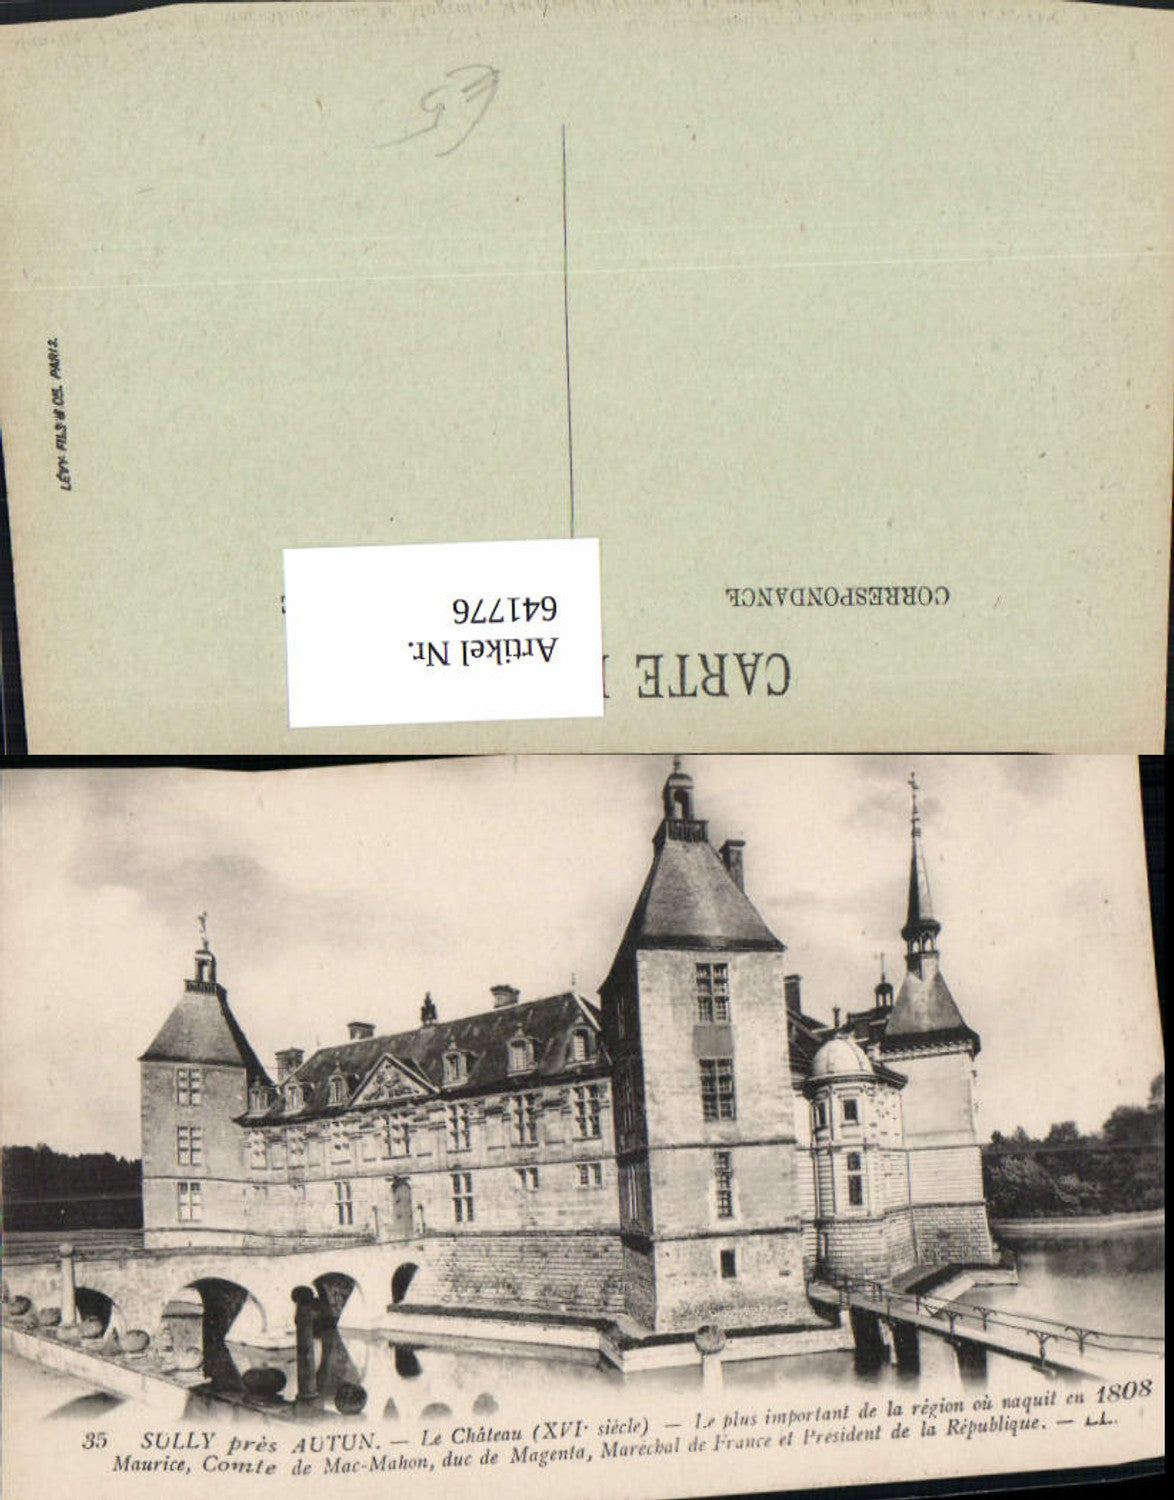 CARTE
CORRESPONDANCE
Artikel Nr.
641776
LÉVY FILS & CIE. PARIS
35 SULLY près AUTUN. — Le Château (XVIe siècle) — Le plus important de la région où naquit en 1808
Maurice, Comte de Mac-Mahon, duc de Magenta, Maréchal de France et Président de la République. — LL.